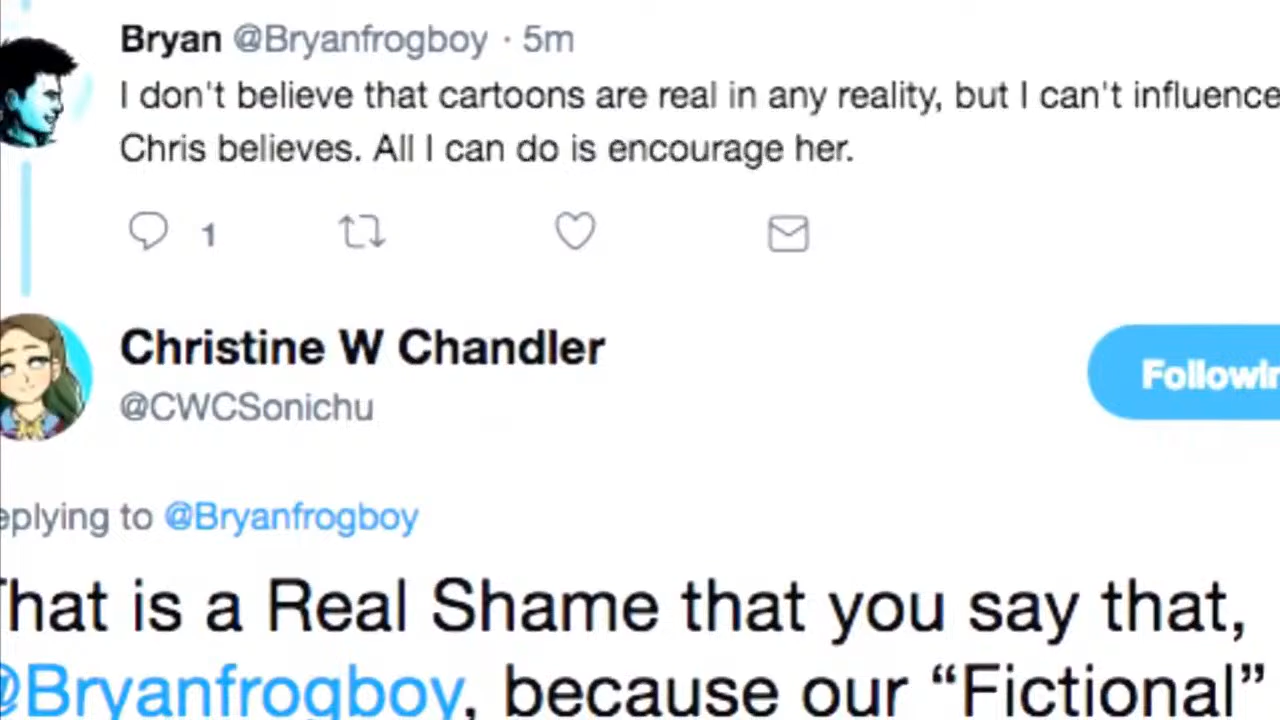 Bryan @Bryanfrogboy · 5m
I don't believe that cartoons are real in any reality, but I can't influence
Chris believes. All I can do is encourage her.
1
Christine W Chandler
@CWCSonichu
Followin
eplying to @Bryanfrogboy
That is a Real Shame that you say that,
@Bryanfrogboy, because our “Fictional”